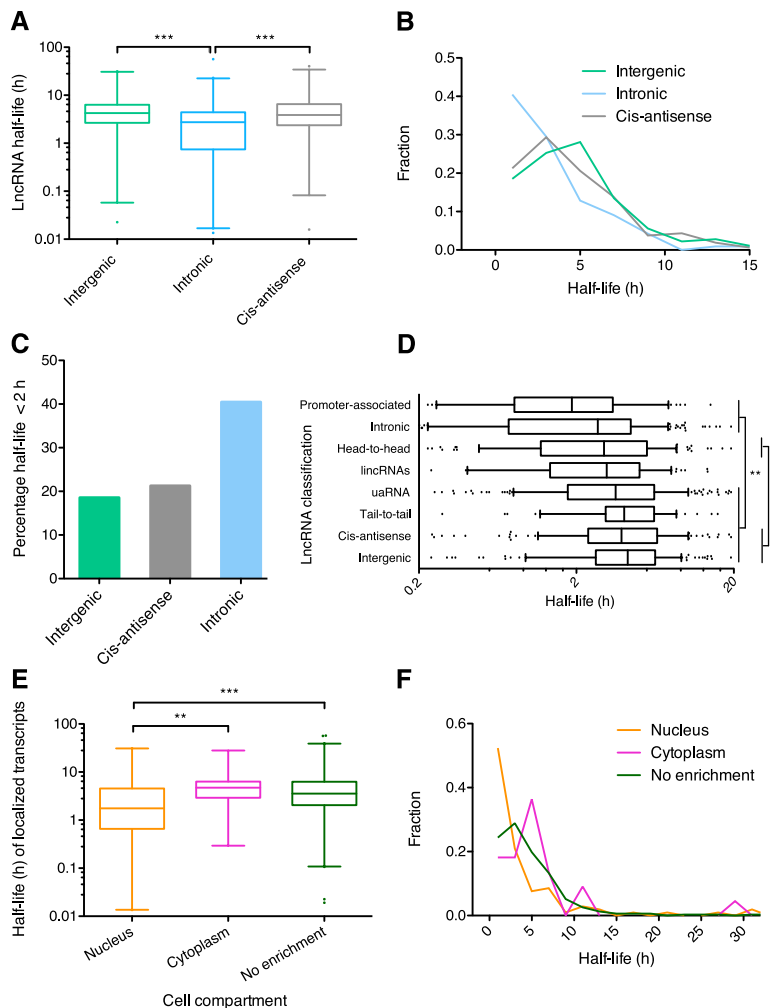 A
LncRNA half-life (h)
100
10
1
0.1
0.01
***
***
Intergenic
Intronic
Cis-antisense
B
Fraction
0.5
0.4
0.3
0.2
0.1
0.0
Intergenic
Intronic
Cis-antisense
0
5
10
15
Half-life (h)
C
Percentage half-life < 2 h
50
40
30
20
10
0
Intergenic
Cis-antisense
Intronic
D
LncRNA classification
Promoter-associated
Intronic
Head-to-head
lincRNAs
uaRNA
Tail-to-tail
Cis-antisense
Intergenic
**
0.2
2
20
Half-life (h)
E
Half-life (h) of localized transcripts
100
10
1
0.1
0.01
***
**
Nucleus
Cytoplasm
No enrichment
Cell compartment
F
Fraction
0.6
0.4
0.2
0.0
Nucleus
Cytoplasm
No enrichment
0
5
10
15
20
25
30
Half-life (h)